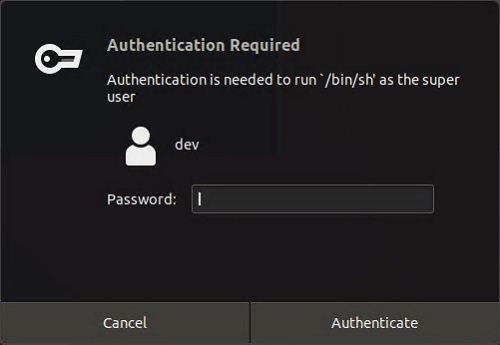 Authentication Required
Authentication is needed to run `/bin/sh' as the super
user
dev
Password:
Cancel
Authenticate